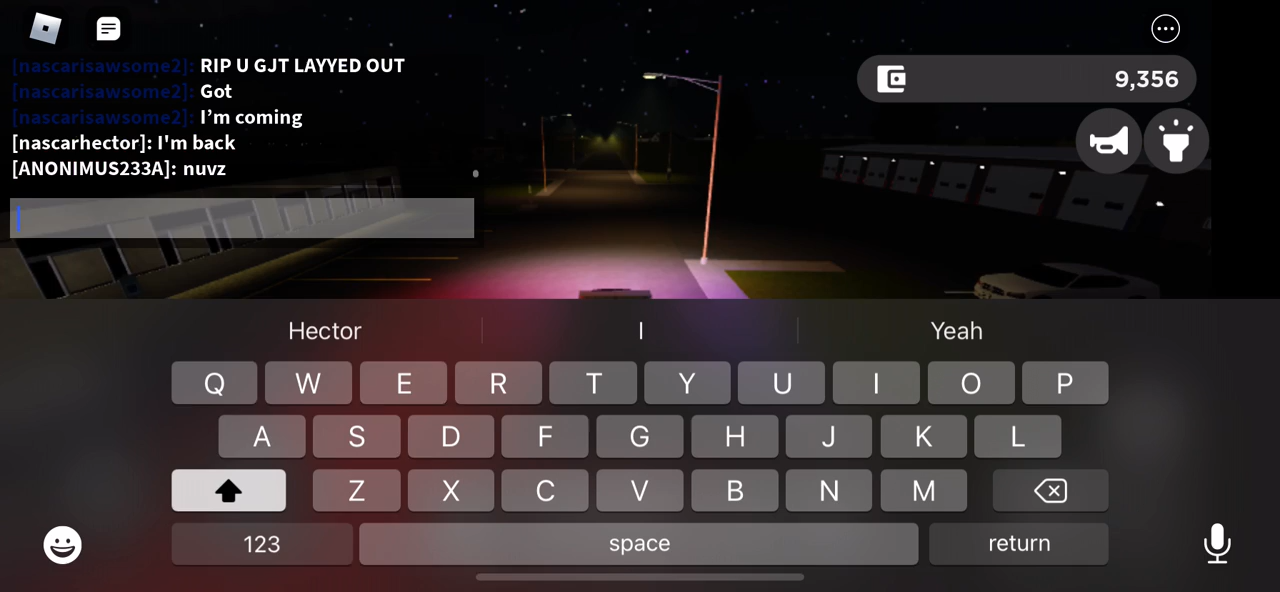 [nascarisawsome2]: RIP U GJT LAYYED OUT
[nascarisawsome2]: Got
[nascarisawsome2]: I’m coming
[nascarhector]: I'm back
[ANONIMUS233A]: nuvz
9,356
Hector I Yeah
Q W E R T Y U I O P
A S D F G H J K L
Z X C V B N M
123 space return